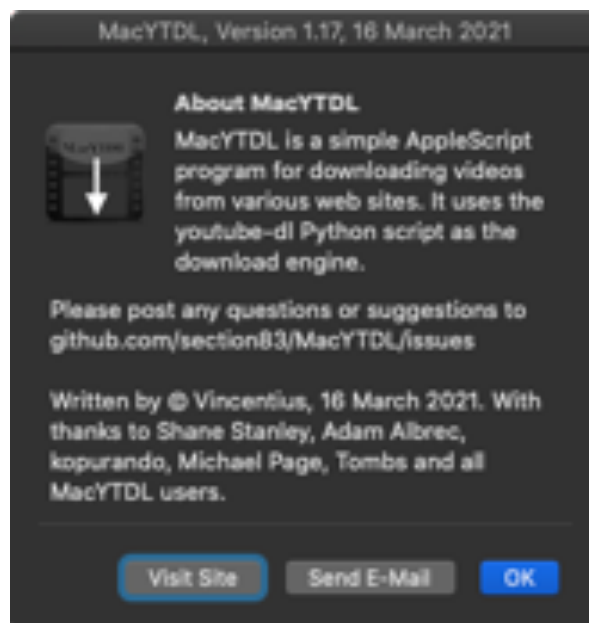 MacYTDL, Version 1.17, 16 March 2021
About MacYTDL
MacYTDL is a simple AppleScript
program for downloading videos
from various web sites. It uses the
youtube-dl Python script as the
download engine.
MacYTDL
Please post any questions or suggestions to
github.com/section83/MacYTDL/issues
Written by © Vincentius, 16 March 2021. With
thanks to Shane Stanley, Adam Albrec,
kopurando, Michael Page, Tombs and all
MacYTDL users.
Visit Site
Send E-Mail
OK